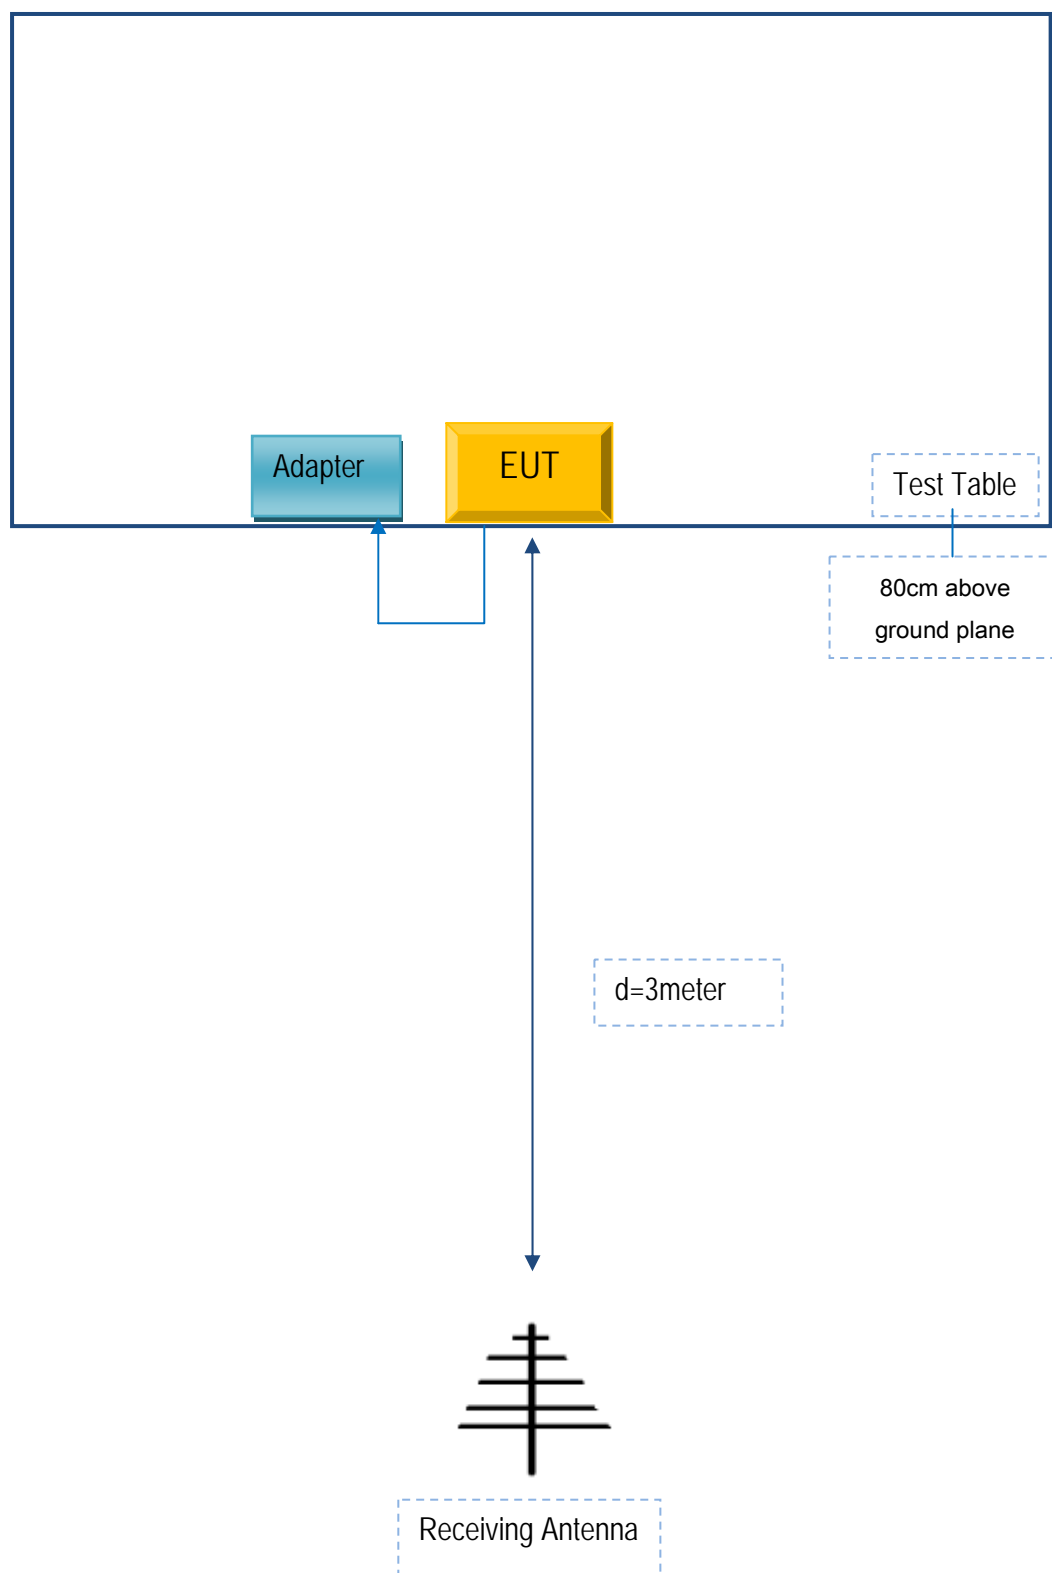 Adapter
EUT
Test Table
80cm above
ground plane
d=3meter
Receiving Antenna